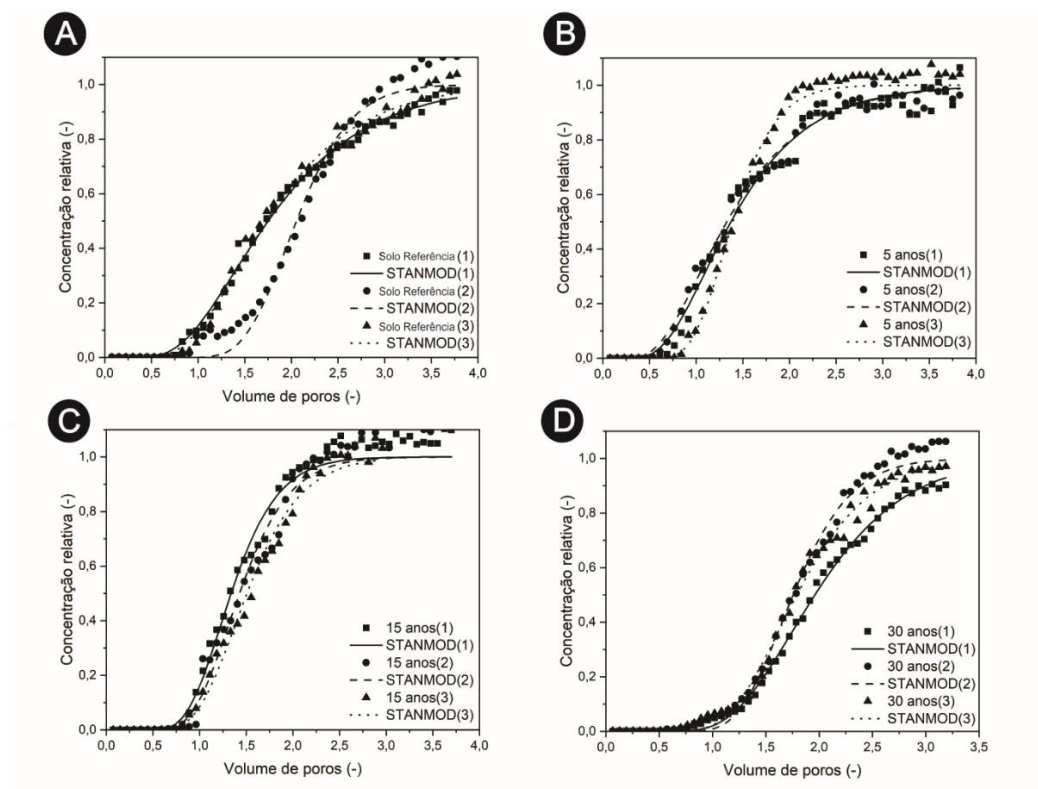 A
Concentração relativa (-)
1,0
0,8
0,6
0,4
0,2
0,0
Solo Referência (1)
STANMOD(1)
Solo Referência (2)
STANMOD(2)
Solo Referência (3)
STANMOD(3)
0,0 0,5 1,0 1,5 2,0 2,5 3,0 3,5 4,0
Volume de poros (-)
B
Concentração relativa (-)
1,0
0,8
0,6
0,4
0,2
0,0
5 anos(1)
STANMOD(1)
5 anos(2)
STANMOD(2)
5 anos(3)
STANMOD(3)
0,0 0,5 1,0 1,5 2,0 2,5 3,0 3,5 4,0
Volume de poros (-)
C
Concentração relativa (-)
1,0
0,8
0,6
0,4
0,2
0,0
15 anos(1)
STANMOD(1)
15 anos(2)
STANMOD(2)
15 anos(3)
STANMOD(3)
0,0 0,5 1,0 1,5 2,0 2,5 3,0 3,5 4,0
Volume de poros (-)
D
Concentração relativa (-)
1,0
0,8
0,6
0,4
0,2
0,0
30 anos(1)
STANMOD(1)
30 anos(2)
STANMOD(2)
30 anos(3)
STANMOD(3)
0,0 0,5 1,0 1,5 2,0 2,5 3,0 3,5
Volume de poros (-)